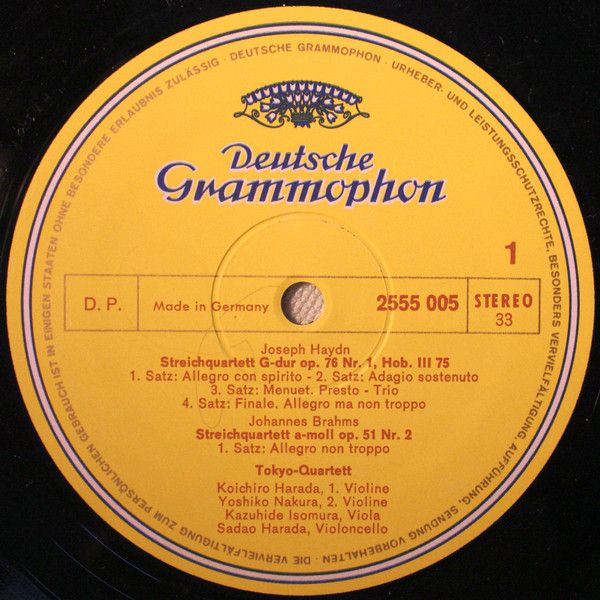 DEUTSCHE GRAMMOPHON · URHEBER- UND LEISTUNGSSCHUTZRECHTE, BESONDERS VERVIELFÄLTIGUNG, AUFFÜHRUNG, SENDUNG VORBEHALTEN · DIE VERVIELFÄLTIGUNG ZUM PERSÖNLICHEN GEBRAUCH IST IN EINIGEN STAATEN OHNE BESONDERE ERLAUBNIS ZULÄSSIG ·
Deutsche
Grammophon
1
D. P.
Made in Germany
2555 005
STEREO
33
Joseph Haydn
Streichquartett G-dur op. 76 Nr. 1, Hob. III 75
1. Satz: Allegro con spirito - 2. Satz: Adagio sostenuto
3. Satz: Menuet. Presto - Trio
4. Satz: Finale. Allegro ma non troppo
Johannes Brahms
Streichquartett a-moll op. 51 Nr. 2
1. Satz: Allegro non troppo
Tokyo-Quartett
Koichiro Harada, 1. Violine
Yoshiko Nakura, 2. Violine
Kazuhide Isomura, Viola
Sadao Harada, Violoncello